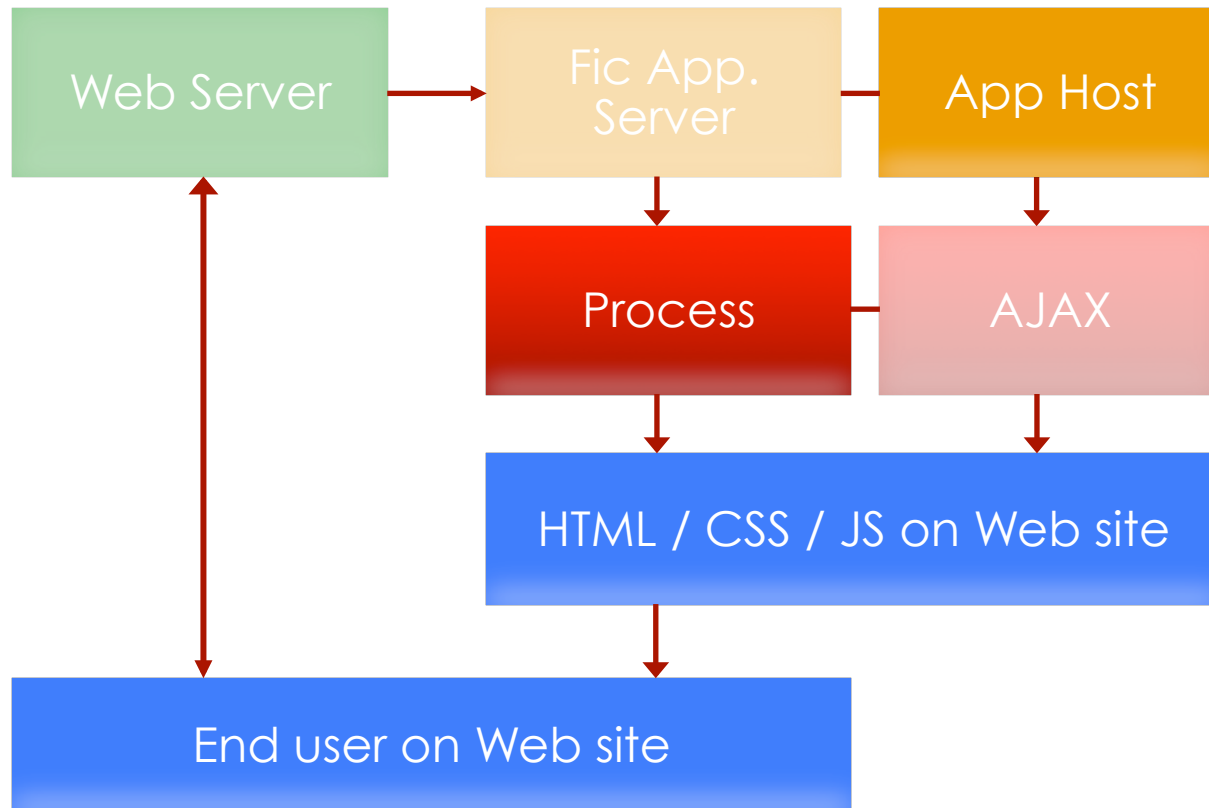 Web Server
Fic App.
Server
App Host
Process
AJAX
HTML / CSS / JS on Web site
End user on Web site